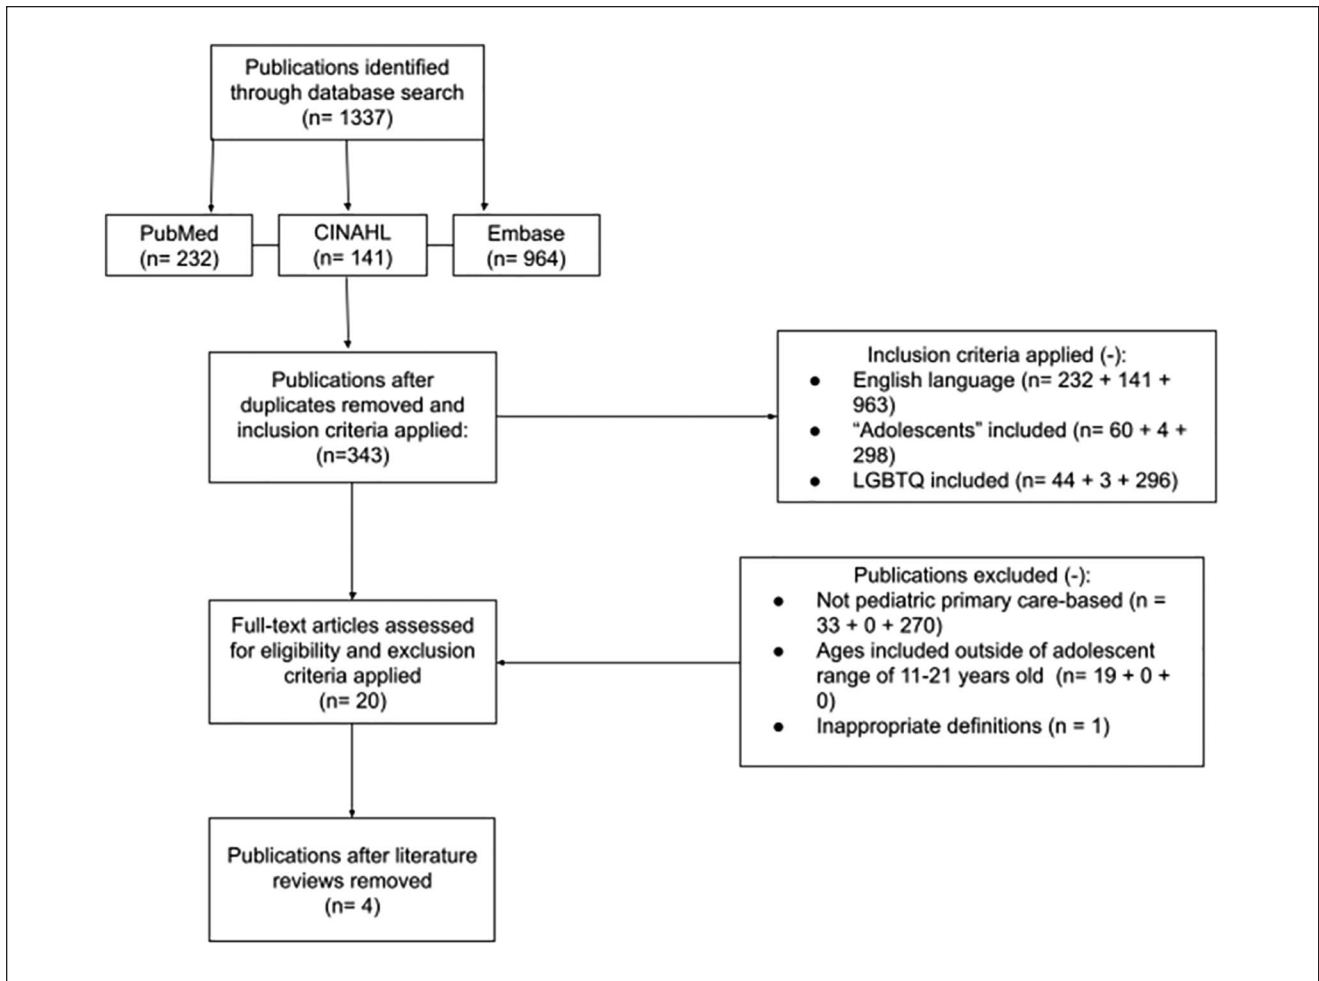 Publications identified
through database search
(n= 1337)
PubMed
(n= 232)
CINAHL
(n= 141)
Embase
(n= 964)
Publications after
duplicates removed and
inclusion criteria applied:
(n=343)
Inclusion criteria applied (-):
● English language (n= 232 + 141 +
963)
● “Adolescents” included (n= 60 + 4 +
298)
● LGBTQ included (n= 44 + 3 + 296)
Publications excluded (-):
● Not pediatric primary care-based (n =
33 + 0 + 270)
● Ages included outside of adolescent
range of 11-21 years old (n= 19 + 0 +
0)
● Inappropriate definitions (n = 1)
Full-text articles assessed
for eligibility and exclusion
criteria applied
(n= 20)
Publications after literature
reviews removed
(n= 4)